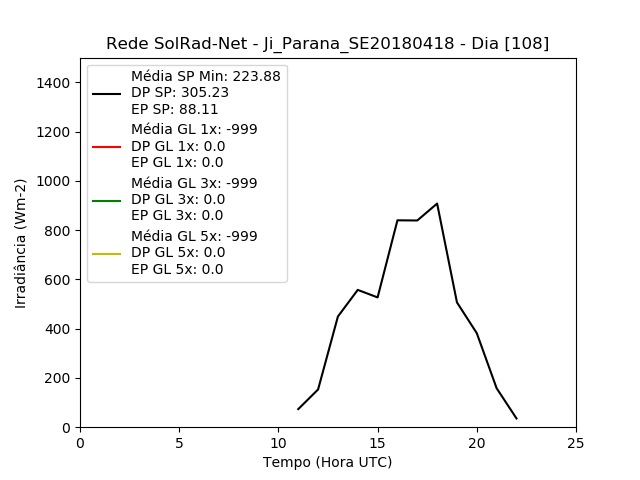 Rede SolRad-Net - Ji_Parana_SE20180418 - Dia [108]
Média SP Min: 223.88
DP SP: 305.23
EP SP: 88.11
Média GL 1x: -999
DP GL 1x: 0.0
EP GL 1x: 0.0
Média GL 3x: -999
DP GL 3x: 0.0
EP GL 3x: 0.0
Média GL 5x: -999
DP GL 5x: 0.0
EP GL 5x: 0.0
Irradiância (Wm-2)
1400
1200
1000
800
600
400
200
0
0 5 10 15 20 25
Tempo (Hora UTC)